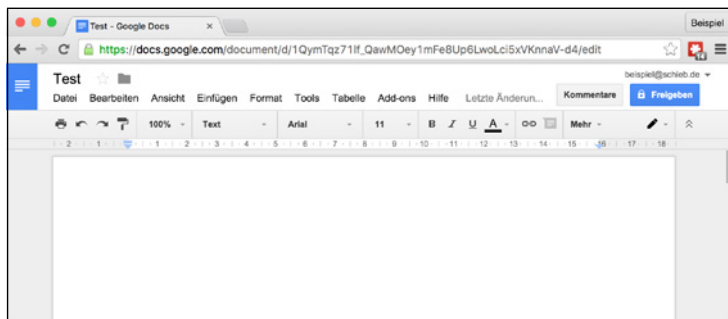 Test - Google Docs
Beispiel
https://docs.google.com/document/d/1QymTqz71lf_QawMOey1mFe8Up6LwoLci5xVKnnaV-d4/edit
14
Test
beispiel@schieb.de
Datei Bearbeiten Ansicht Einfügen Format Tools Tabelle Add-ons Hilfe Letzte Änderun... Kommentare Freigeben
100% Text Arial 11 B I U A Mehr
2 1 1 2 3 4 5 6 7 8 9 10 11 12 13 14 15 16 17 18